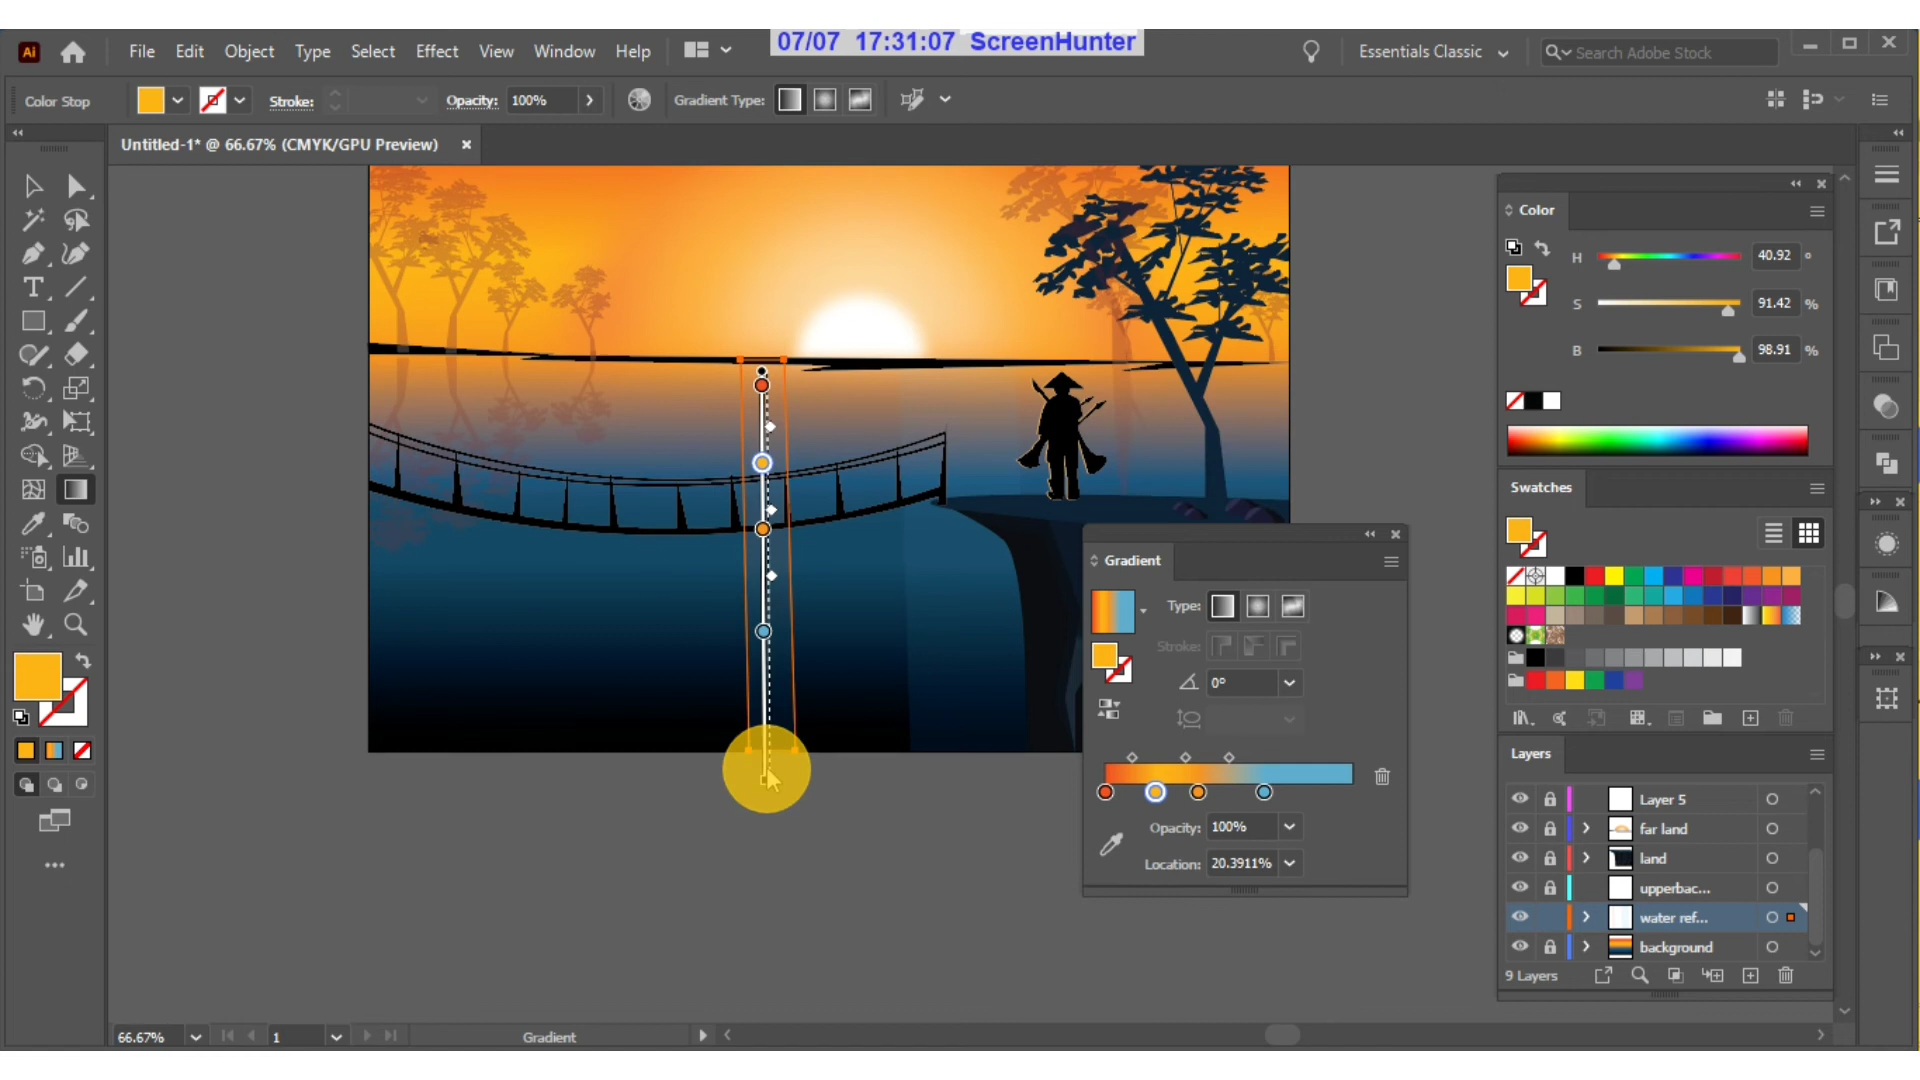 07/07 17:31:07 ScreenHunter
Ai File Edit Object Type Select Effect View Window Help Essentials Classic Search Adobe Stock
Color Stop Stroke: Opacity: 100% Gradient Type:
Untitled-1* @ 66.67% (CMYK/GPU Preview)
Color
H 40.92 °
S 91.42 %
B 98.91 %
Swatches
Gradient
Type:
Stroke:
0°
Opacity: 100%
Location: 20.3911%
Layers
Layer 5
far land
land
upperbac...
water ref...
background
9 Layers
66.67% 1 Gradient